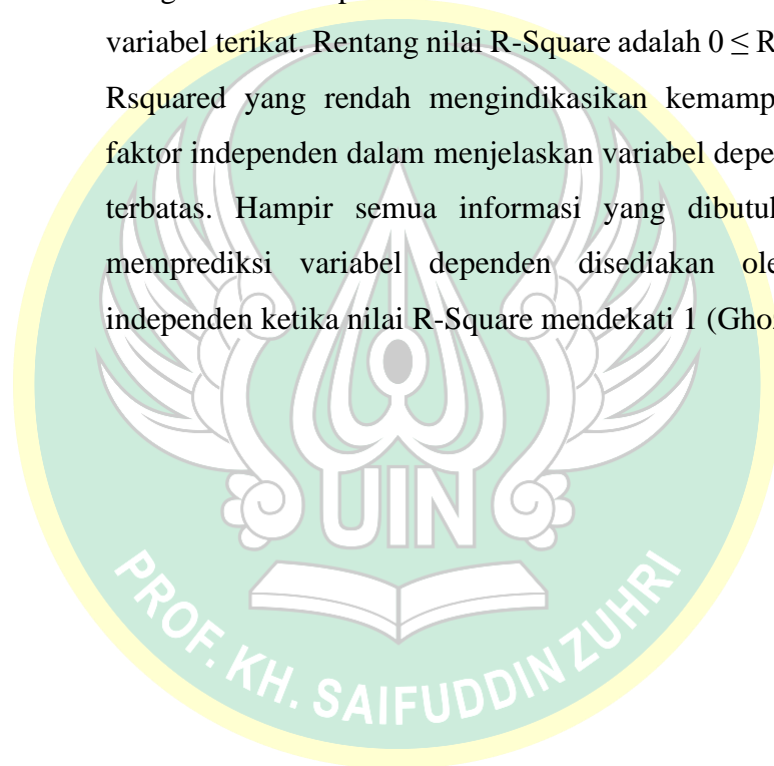 variabel terikat. Rentang nilai R-Square adalah 0 ≤ R
Rsquared yang rendah mengindikasikan kemamp
faktor independen dalam menjelaskan variabel depe
terbatas. Hampir semua informasi yang dibutul
memprediksi variabel dependen disediakan ole
independen ketika nilai R-Square mendekati 1 (Gho
UIN
PROF. KH. SAIFUDDIN ZUHRI